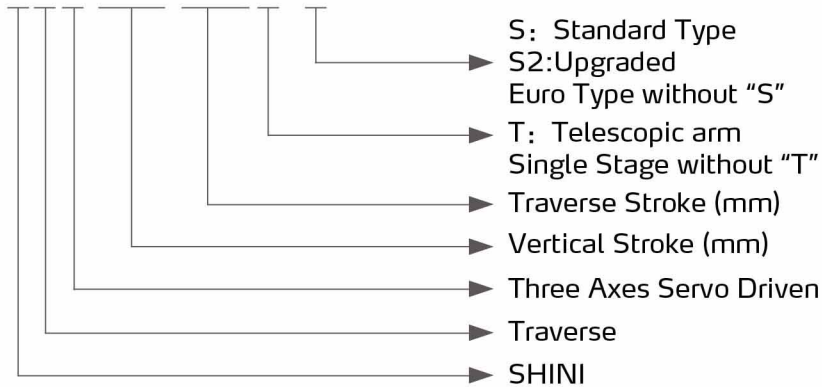 S： Standard Type
S2:Upgraded
Euro Type without “S”
T： Telescopic arm
Single Stage without “T”
Traverse Stroke (mm)
Vertical Stroke (mm)
Three Axes Servo Driven
Traverse
SHINI